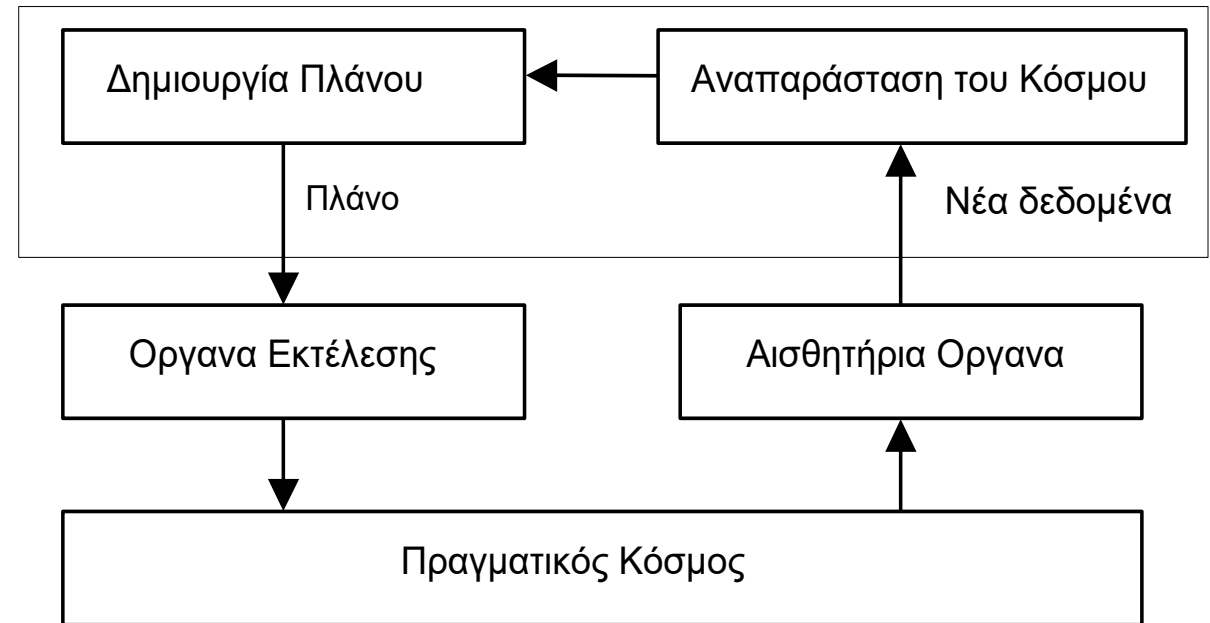 Δημιουργία Πλάνου
Αναπαράσταση του Κόσμου
Πλάνο
Νέα δεδομένα
Οργανα Εκτέλεσης
Αισθητήρια Οργανα
Πραγματικός Κόσμος